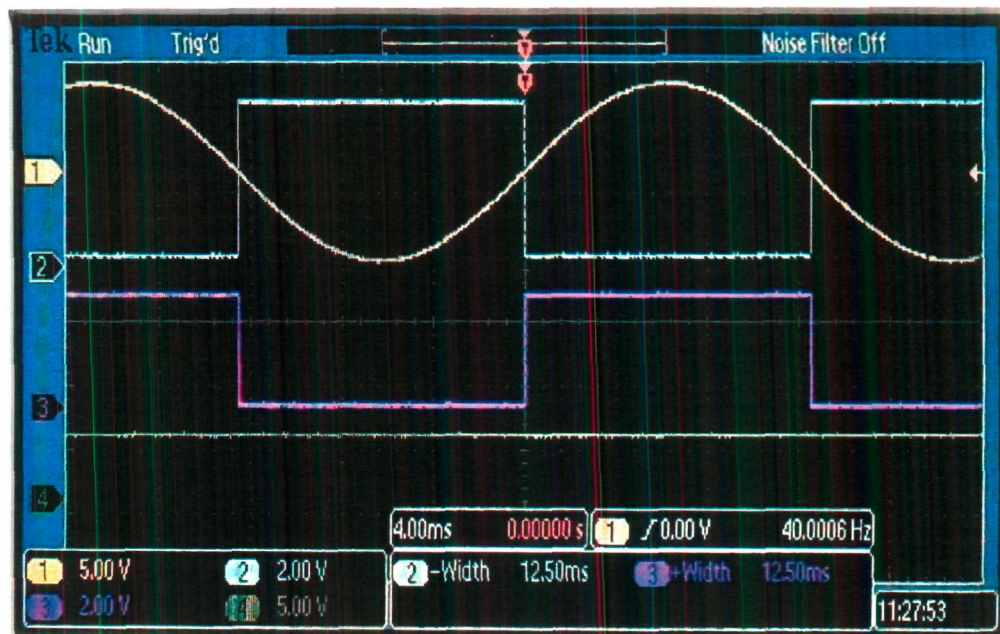 Tek Run Trig'd Noise Filter Off
T
T
1
2
3
4
4.00ms 0.00000 s 1 0.00 V 40.0006 Hz
1 5.00 V 2 2.00 V 2 -Width 12.50ms 3 +Width 12.50ms
3 2.00 V 4 5.00 V
11:27:53